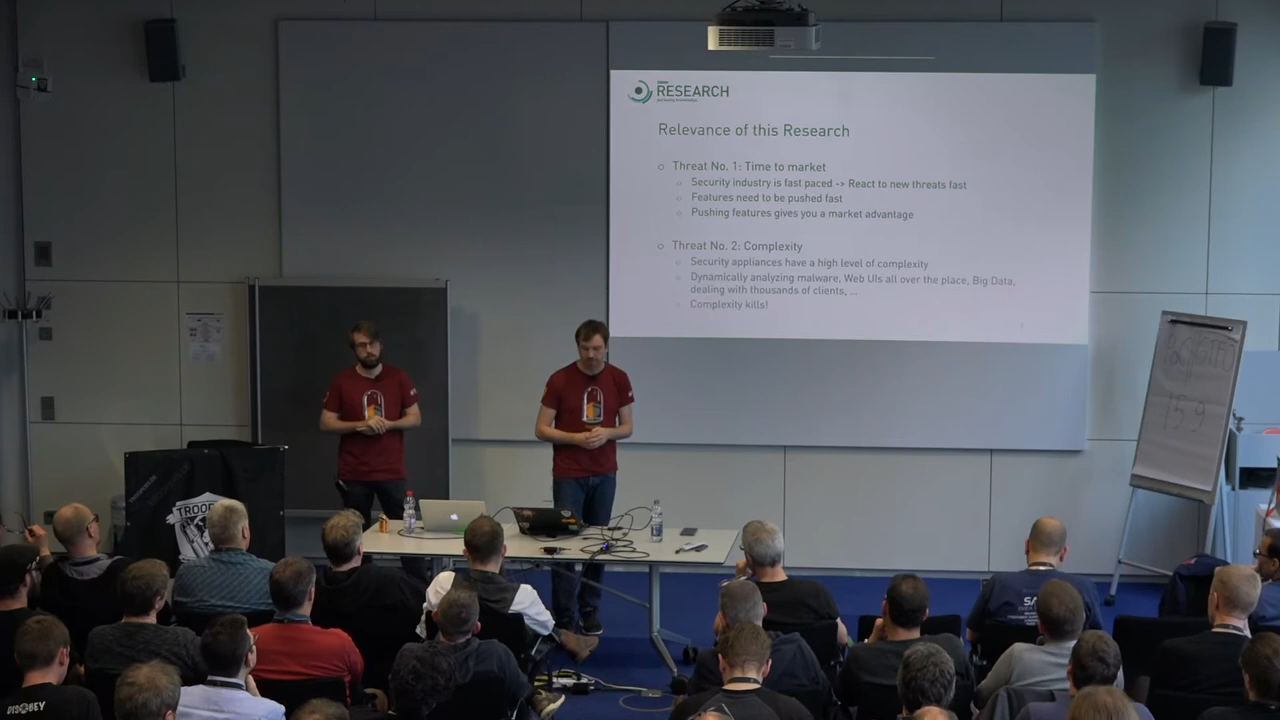 RESEARCH
Relevance of this Research
Threat No. 1: Time to market
Security industry is fast paced -> React to new threats fast
Features need to be pushed fast
Pushing features gives you a market advantage
Threat No. 2: Complexity
Security appliances have a high level of complexity
Dynamically analyzing malware, Web UIs all over the place, Big Data,
dealing with thousands of clients, ...
Complexity kills!
159
TROOP
DISOBEY